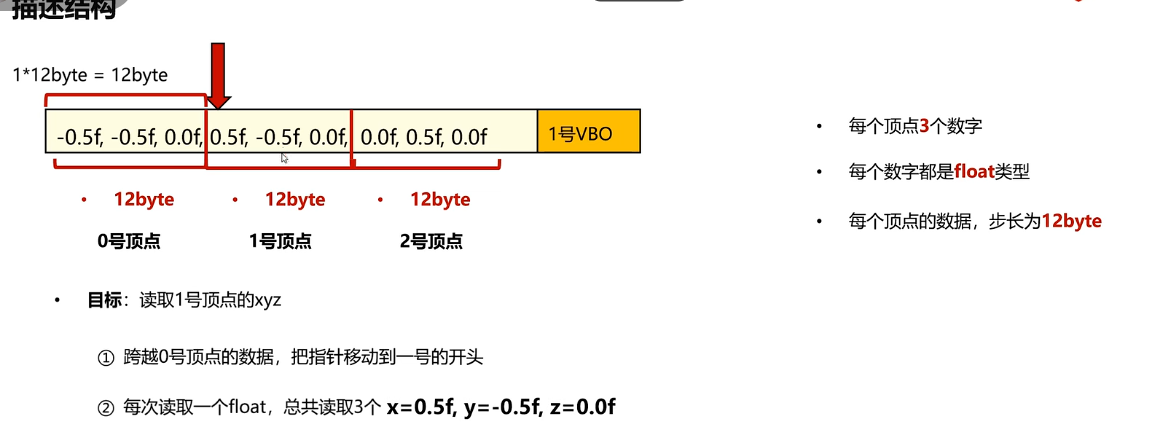 描述结构
1*12byte = 12byte
-0.5f, -0.5f, 0.0f, 0.5f, -0.5f, 0.0f, 0.0f, 0.5f, 0.0f 1号VBO
• 12byte • 12byte • 12byte
0号顶点 1号顶点 2号顶点
• 每个顶点3个数字
• 每个数字都是float类型
• 每个顶点的数据，步长为12byte
• 目标：读取1号顶点的xyz
① 跨越0号顶点的数据，把指针移动到一号的开头
② 每次读取一个float，总共读取3个 x=0.5f, y=-0.5f, z=0.0f